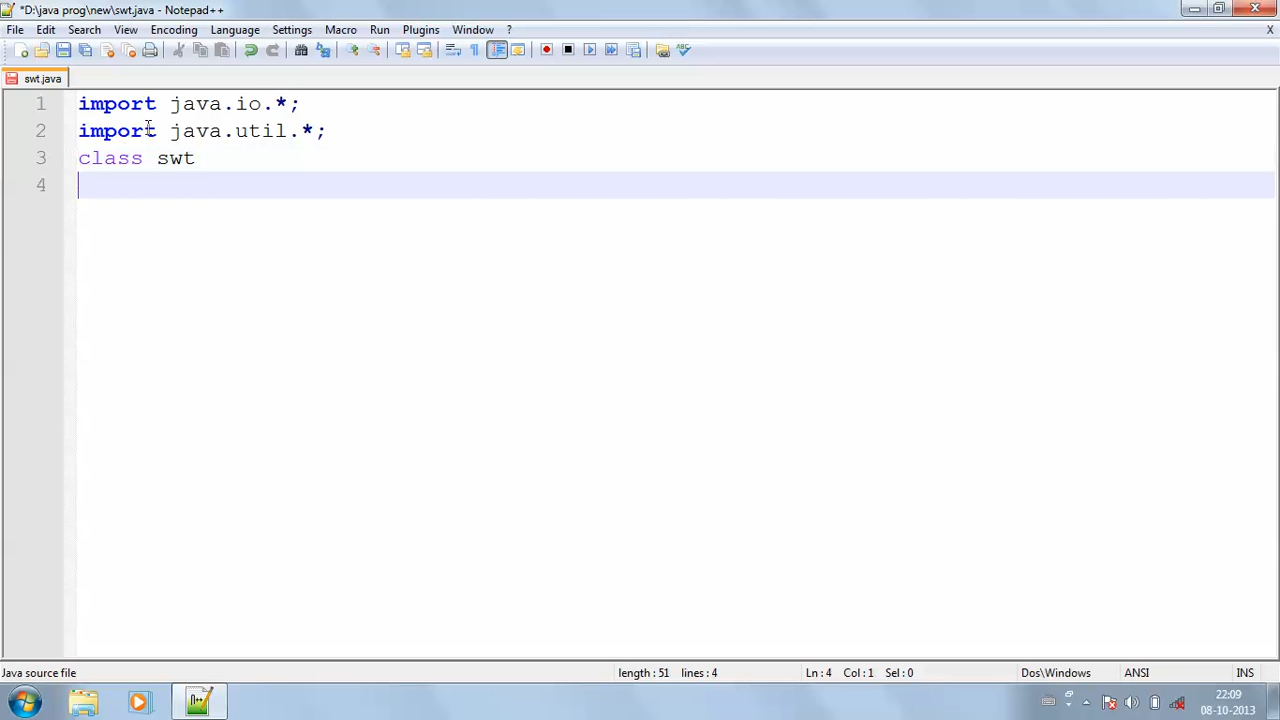 *D:\java prog\new\swt.java - Notepad++
File Edit Search View Encoding Language Settings Macro Run Plugins Window ? X
swt.java
1 import java.io.*;
2 import java.util.*;
3 class swt
4
Java source file length : 51 lines : 4 Ln : 4 Col : 1 Sel : 0 Dos\Windows ANSI INS
22:09
08-10-2013